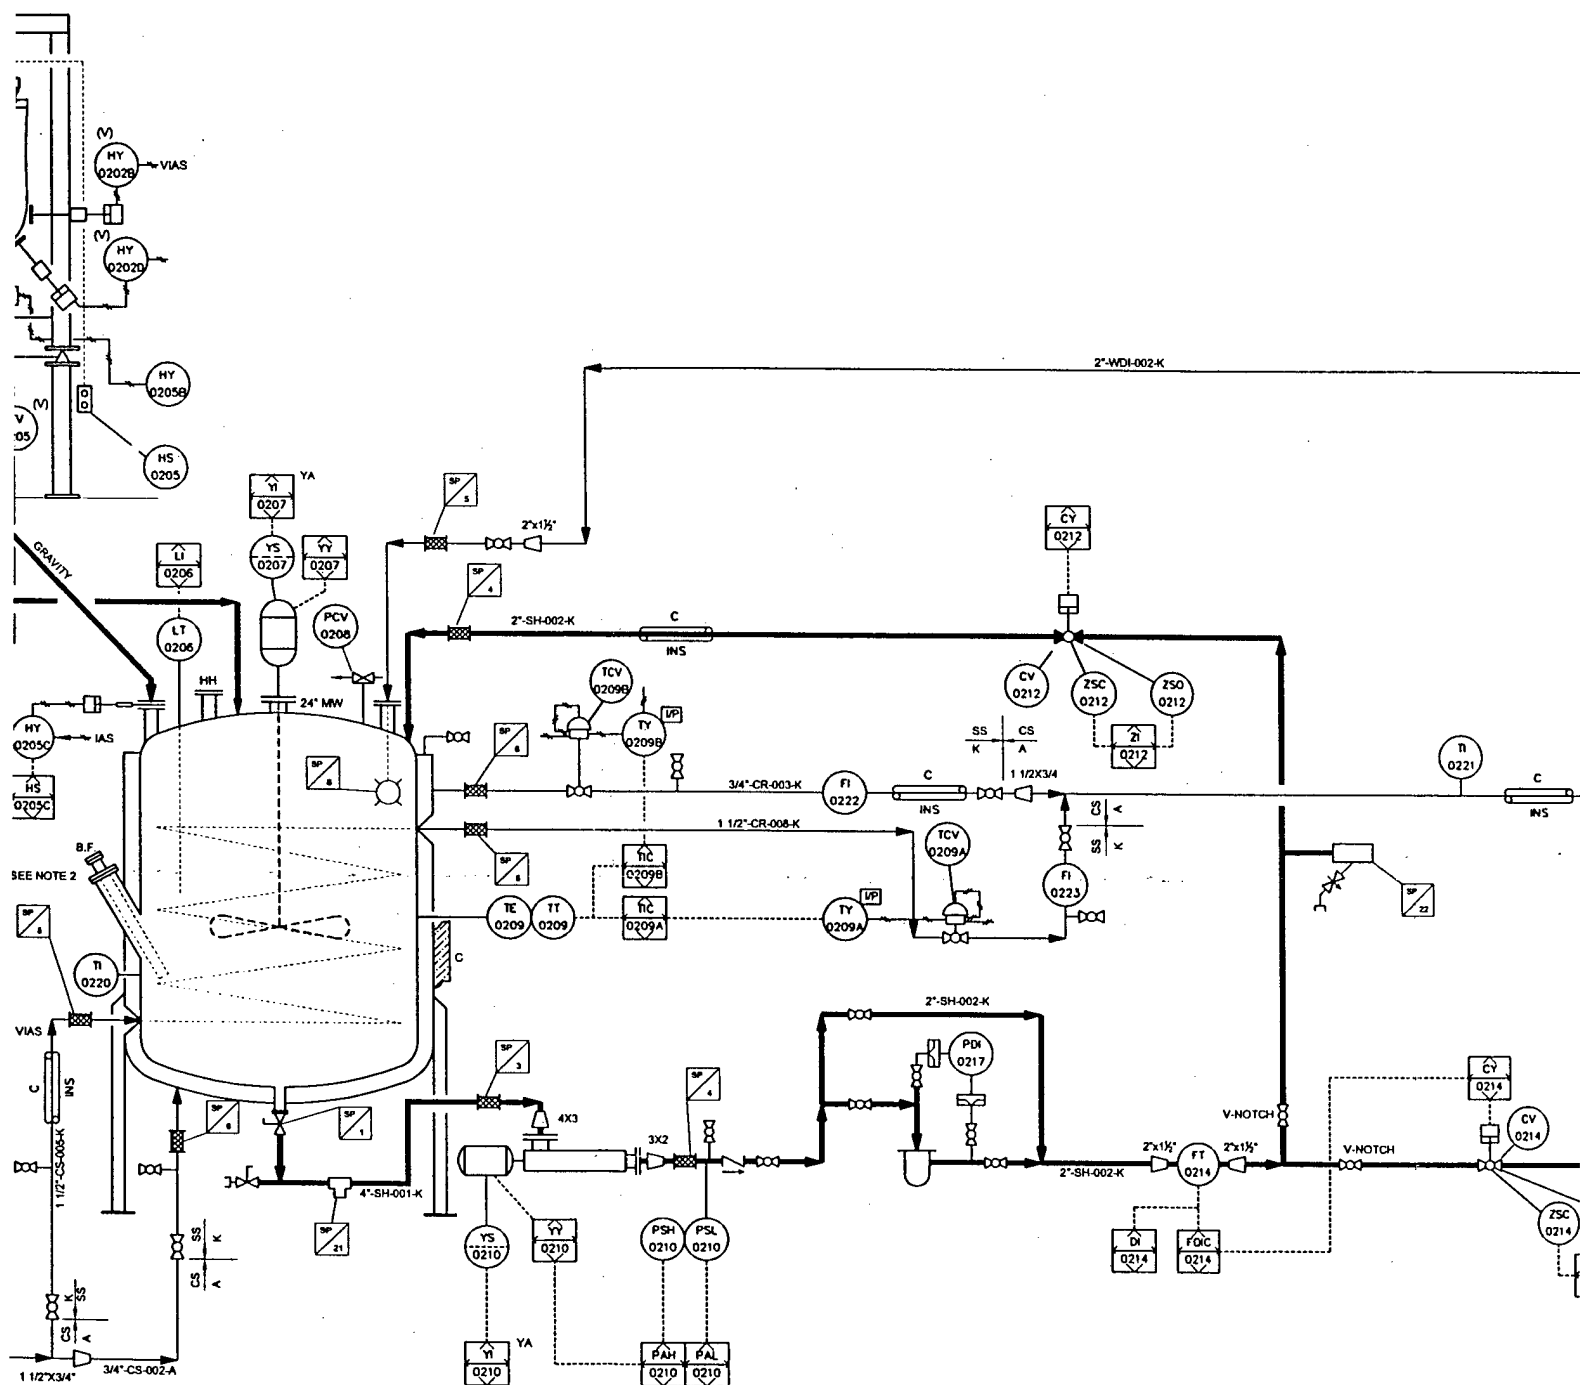 3
HY
0202B
VIAS
3
HY
0202D
2"-WDI-002-K
HY
0205B
3
HS
0205
YI
0207
YA
SP
5
2"x1½"
CY
0212
GRAVITY
LI
0206
YS
0207
YY
0207
SP
4
LT
0206
PCV
0208
2"-SH-002-K
C
INS
HH
24" MW
TCV
0209B
CV
0212
ZSC
0212
ZSO
0212
HY
0205C
IAS
TY
0209B
I/P
SP
6
SS
K
CS
A
ZI
0212
TI
0221
HS
0205C
SP
8
3/4"-CR-003-K
FI
0222
C
INS
1 1/2X3/4
C
INS
1 1/2"-CR-008-K
CS
A
SS
K
B.F.
SEE NOTE 2
TIC
0209B
TCV
0209A
FI
0223
SP
22
TE
0209
TT
0209
TIC
0209A
TY
0209A
I/P
TI
0220
C
2"-SH-002-K
VIAS
C
INS
SP
3
PDI
0217
SP
4
CY
0214
SP
6
SP
1
4X3
3X2
V-NOTCH
CV
0214
1 1/2"-CS-005-K
4"-SH-001-K
2"-SH-002-K
2"x1½"
FT
0214
2"x1½"
V-NOTCH
SP
21
YS
0210
YY
0210
PSH
0210
PSL
0210
DI
0214
FDIC
0214
ZSC
0214
SS
K
CS
A
K
SS
CS
A
3/4"-CS-002-A
1 1/2"X3/4"
YI
0210
YA
PAH
0210
PAL
0210